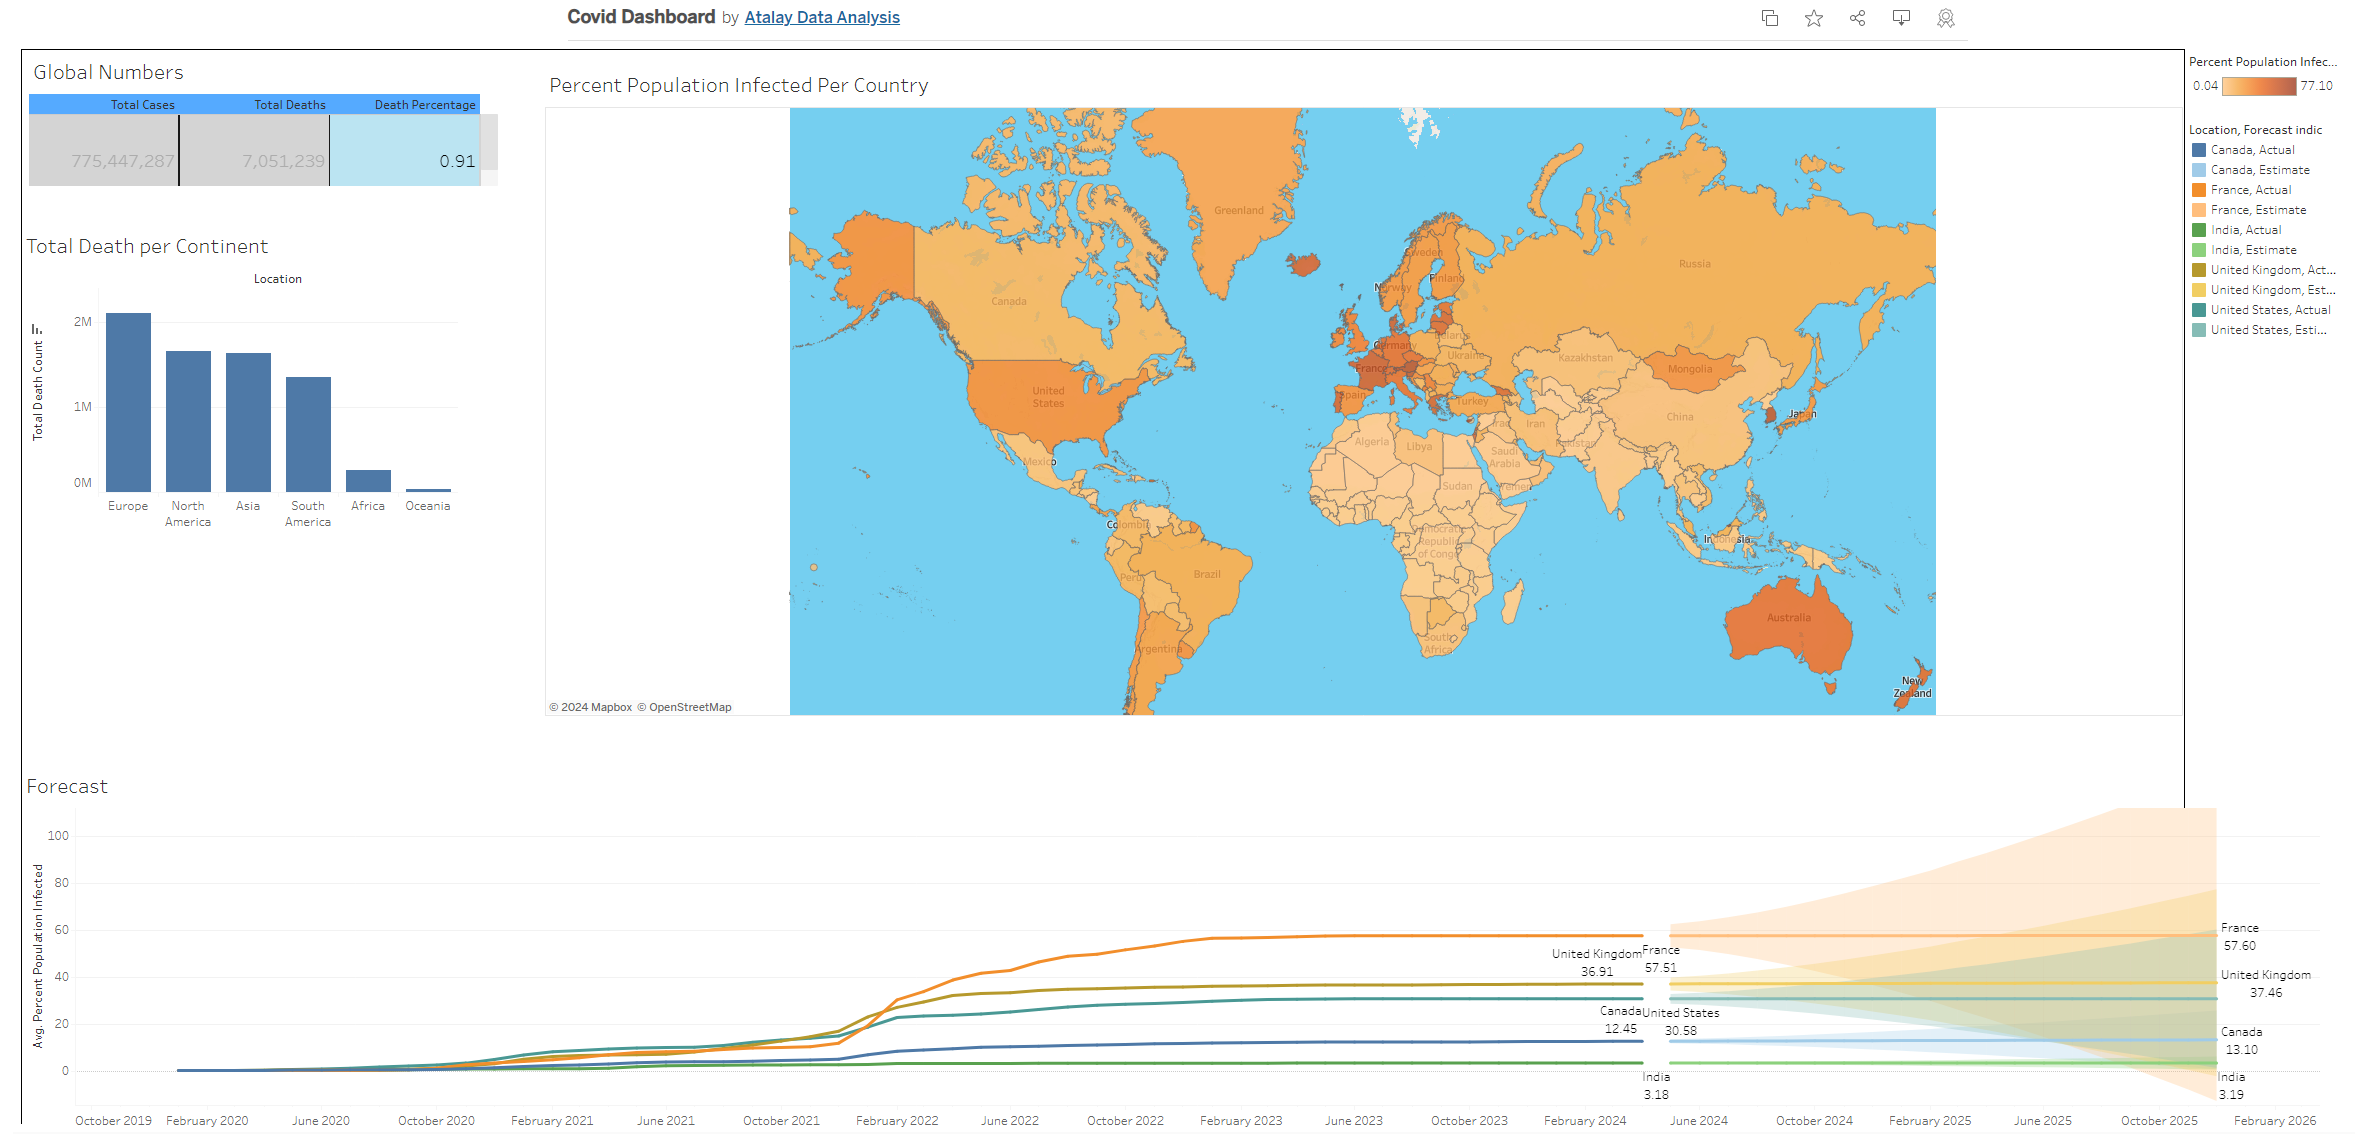 Covid Dashboard by Atalay Data Analysis
Global Numbers
Total Cases Total Deaths Death Percentage
775,447,287 7,051,239 0.91
Total Death per Continent
Location
Total Death Count
2M
1M
0M
Europe North America Asia South America Africa Oceania
Percent Population Infected Per Country
Greenland
Russia
Canada
United States
Mexico
Colombia
Peru
Brazil
Argentina
Sweden
Finland
Norway
Belarus
Germany
Ukraine
France
Spain
Turkey
Kazakhstan
Mongolia
China
Japan
Iraq
Iran
Pakistan
Algeria
Libya
Saudi Arabia
Sudan
Yemen
Democratic Republic of Congo
South Africa
Indonesia
Australia
New Zealand
© 2024 Mapbox © OpenStreetMap
Percent Population Infec...
0.04 77.10
Location, Forecast indic
Canada, Actual
Canada, Estimate
France, Actual
France, Estimate
India, Actual
India, Estimate
United Kingdom, Act...
United Kingdom, Est...
United States, Actual
United States, Esti...
Forecast
Avg. Percent Population Infected
100
80
60
40
20
0
United Kingdom
36.91
France
57.51
Canada
12.45
United States
30.58
India
3.18
France
57.60
United Kingdom
37.46
Canada
13.10
India
3.19
October 2019 February 2020 June 2020 October 2020 February 2021 June 2021 October 2021 February 2022 June 2022 October 2022 February 2023 June 2023 October 2023 February 2024 June 2024 October 2024 February 2025 June 2025 October 2025 February 2026